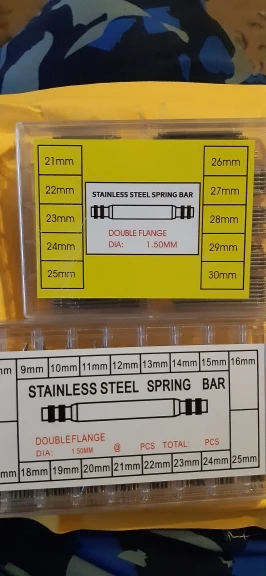 21mm
22mm
23mm
24mm
25mm
STAINLESS STEEL SPRING BAR
DOUBLE FLANGE
DIA: 1.50MM
26mm
27mm
28mm
29mm
30mm
9mm 10mm 11mm 12mm 13mm 14mm 15mm 16mm
STAINLESS STEEL SPRING BAR
DOUBLEFLANGE
DIA: 1.50MM @ PCS TOTAL: PCS
18mm 19mm 20mm 21mm 22mm 23mm 24mm 25mm